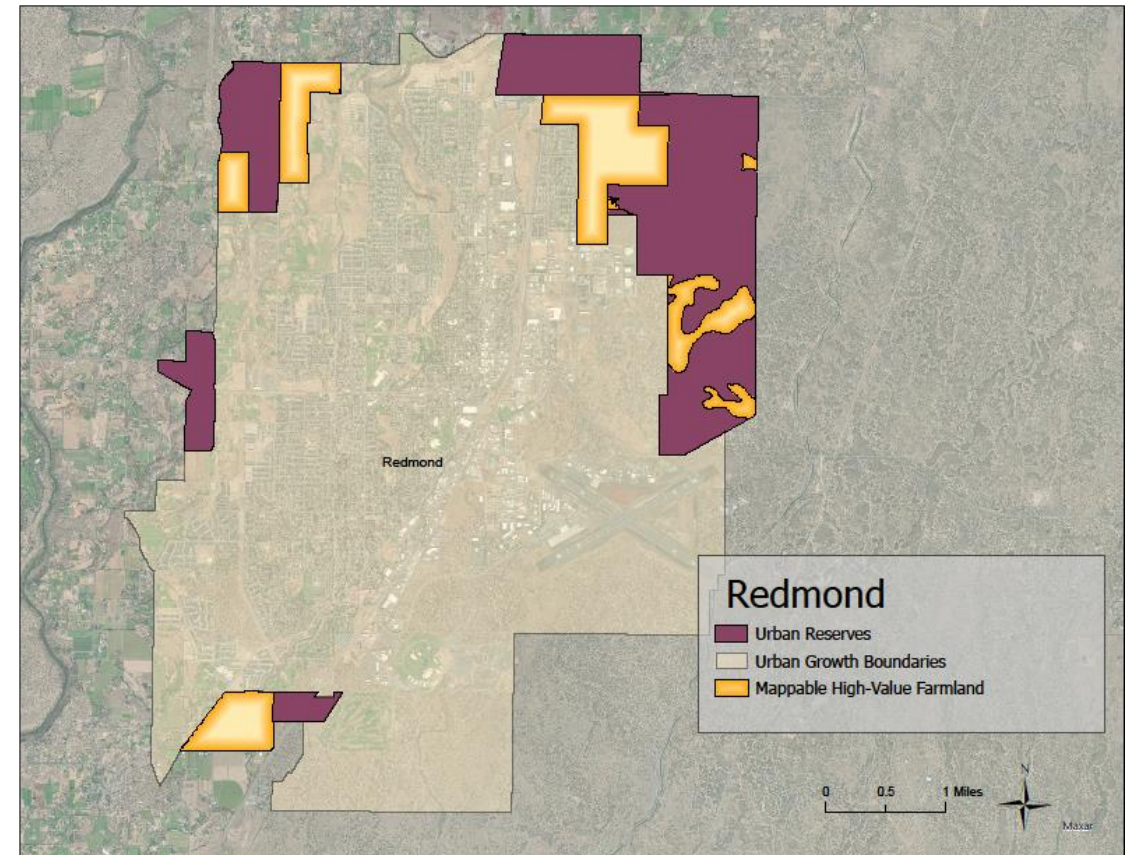 Redmond
Redmond
Urban Reserves
Urban Growth Boundaries
Mappable High-Value Farmland
0 0.5 1 Miles
N
Maxar